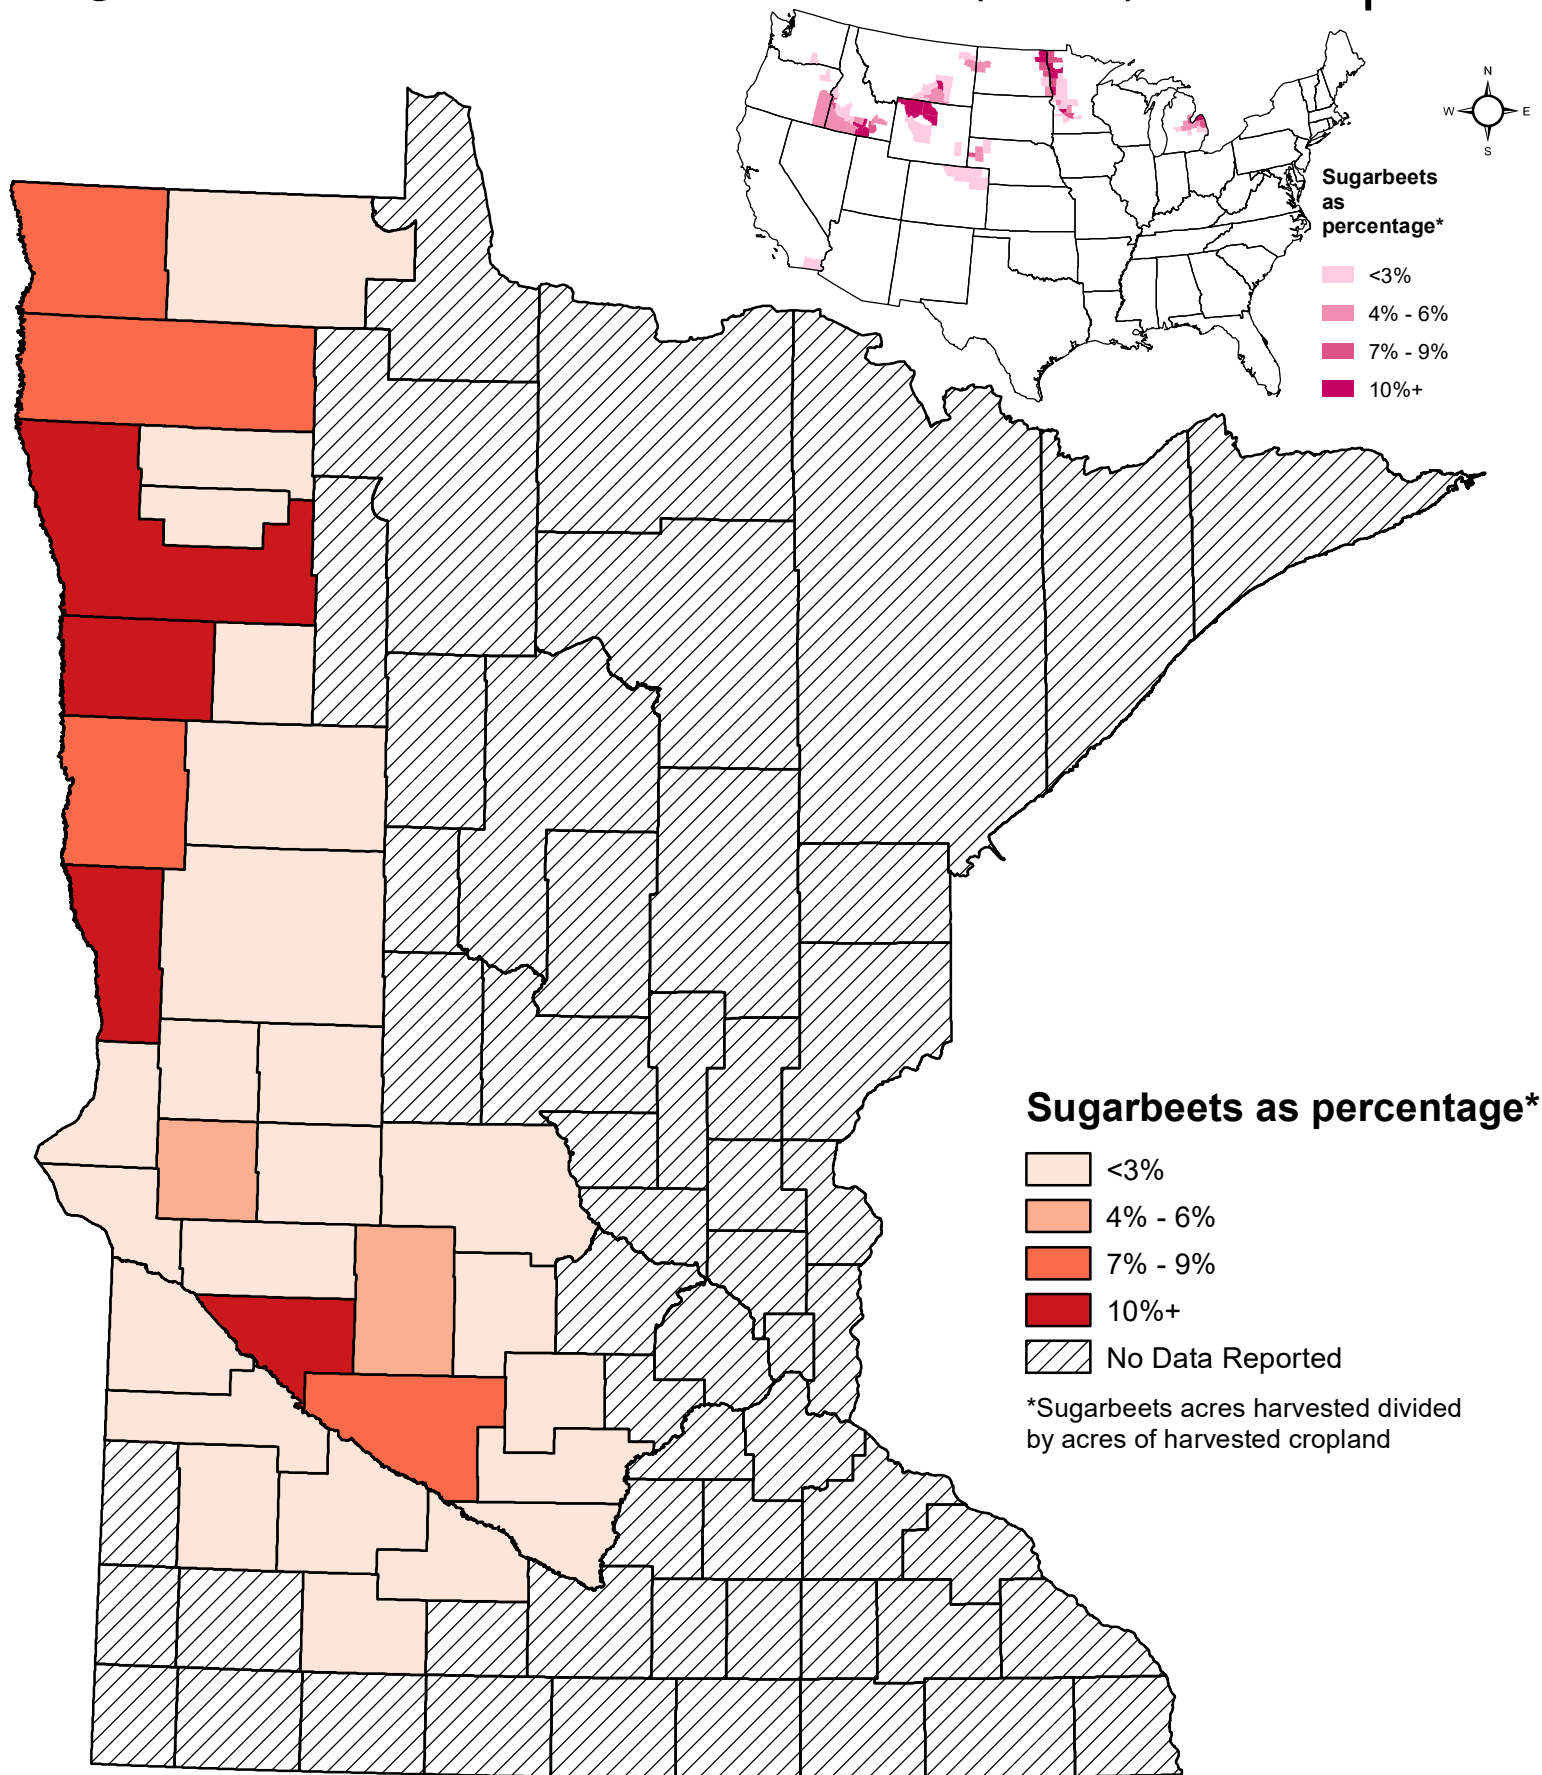 N
W
E
S
Sugarbeets
as
percentage*
<3%
4% - 6%
7% - 9%
10%+
Sugarbeets as percentage*
<3%
4% - 6%
7% - 9%
10%+
No Data Reported
*Sugarbeets acres harvested divided
by acres of harvested cropland